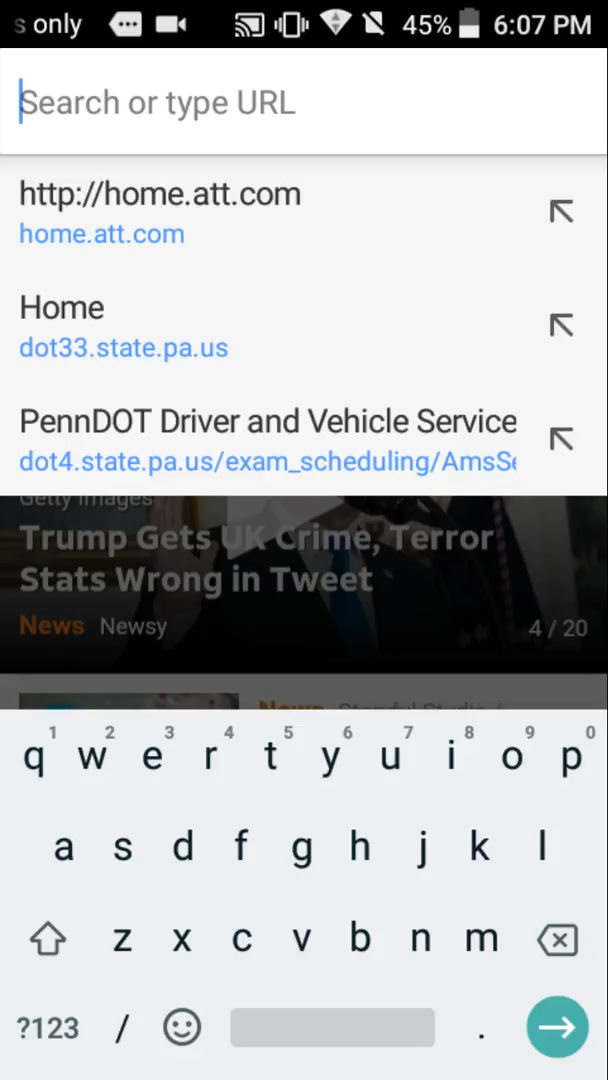 s only 45% 6:07 PM
Search or type URL
http://home.att.com
home.att.com
Home
dot33.state.pa.us
PennDOT Driver and Vehicle Service
dot4.state.pa.us/exam_scheduling/AmsSe
Getty Images
Trump Gets UK Crime, Terror
Stats Wrong in Tweet
News Newsy 4 / 20
News
1 2 3 4 5 6 7 8 9 0
q w e r t y u i o p
a s d f g h j k l
z x c v b n m
?123 / .